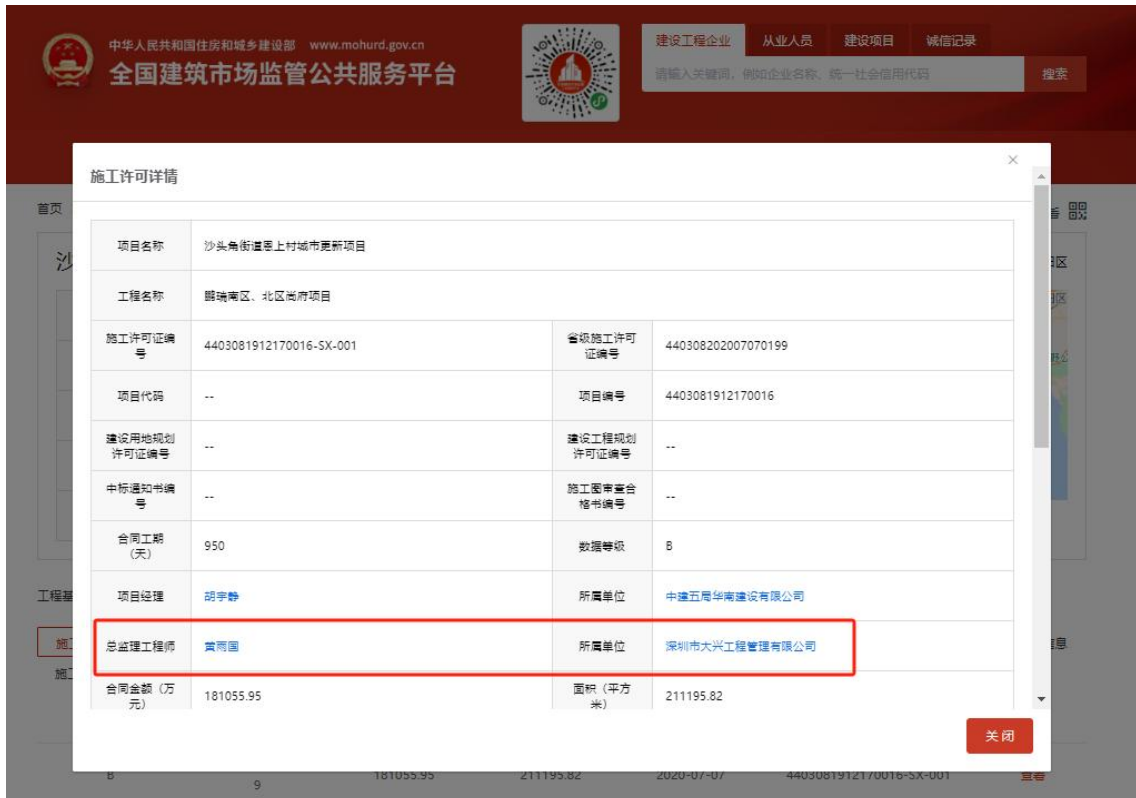 中华人民共和国住房和城乡建设部 www.mohurd.gov.cn
全国建筑市场监管公共服务平台
建设工程企业 从业人员 建设项目 诚信记录
请输入关键词，例如企业名称、统一社会信用代码 搜索
施工许可详情 ×
首页
项目名称 沙头角街道恩上村城市更新项目
工程名称 鹏瑞南区、北区尚府项目
施工许可证编号 4403081912170016-SX-001 省级施工许可证编号 440308202007070199
项目代码 -- 项目编号 4403081912170016
建设用地规划许可证编号 -- 建设工程规划许可证编号 --
中标通知书编号 -- 施工图审查合格书编号 --
合同工期（天） 950 数据等级 B
项目经理 胡宇静 所属单位 中建五局华南建设有限公司
总监理工程师 黄雨国 所属单位 深圳市大兴工程管理有限公司
合同金额（万元） 181055.95 面积（平方米） 211195.82
关闭
B 9 181055.95 211195.82 2020-07-07 4403081912170016-SX-001 查看